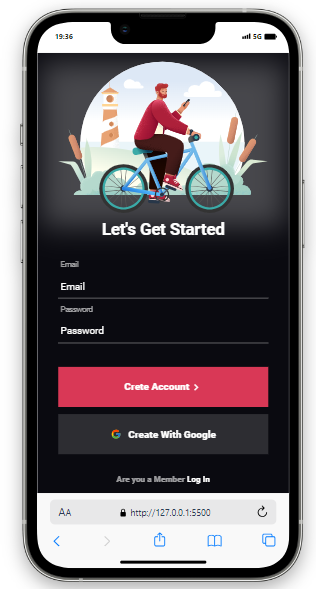 19:36
5G
Let's Get Started
Email
Email
Password
Password
Crete Account
Create With Google
Are you a Member Log In
AA
http://127.0.0.1:5500